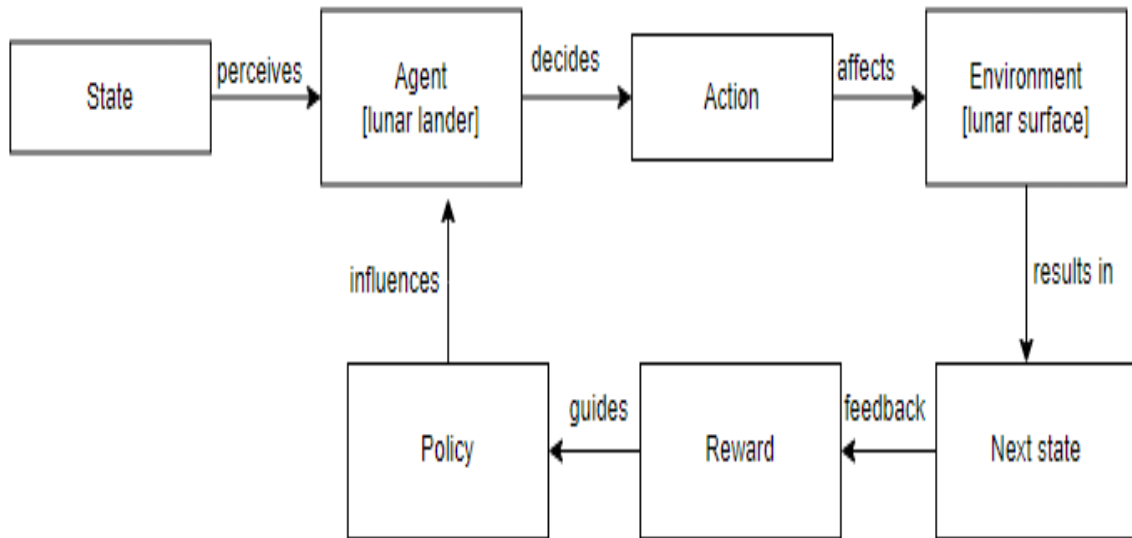 State
perceives
Agent
[lunar lander]
decides
Action
affects
Environment
[lunar surface]
influences
results in
Policy
guides
Reward
feedback
Next state